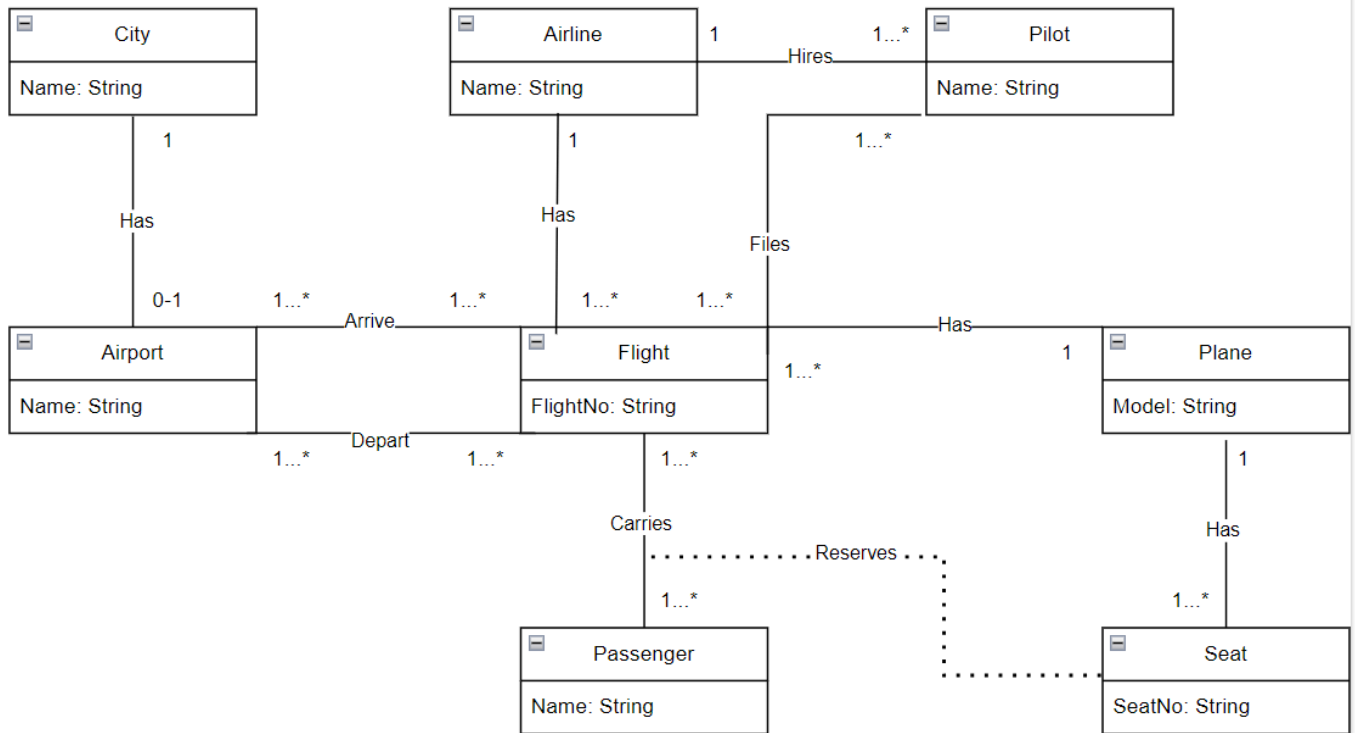 City
Airline
1
1...*
Pilot
Hires
Name: String
Name: String
Name: String
1
1
1...*
Has
Has
Files
0-1
1...*
1...*
1...*
1...*
Arrive
Has
Airport
Flight
1
Plane
1...*
Name: String
FlightNo: String
Model: String
Depart
1...*
1...*
1...*
1
Carries
Has
Reserves
1...*
1...*
Passenger
Seat
Name: String
SeatNo: String